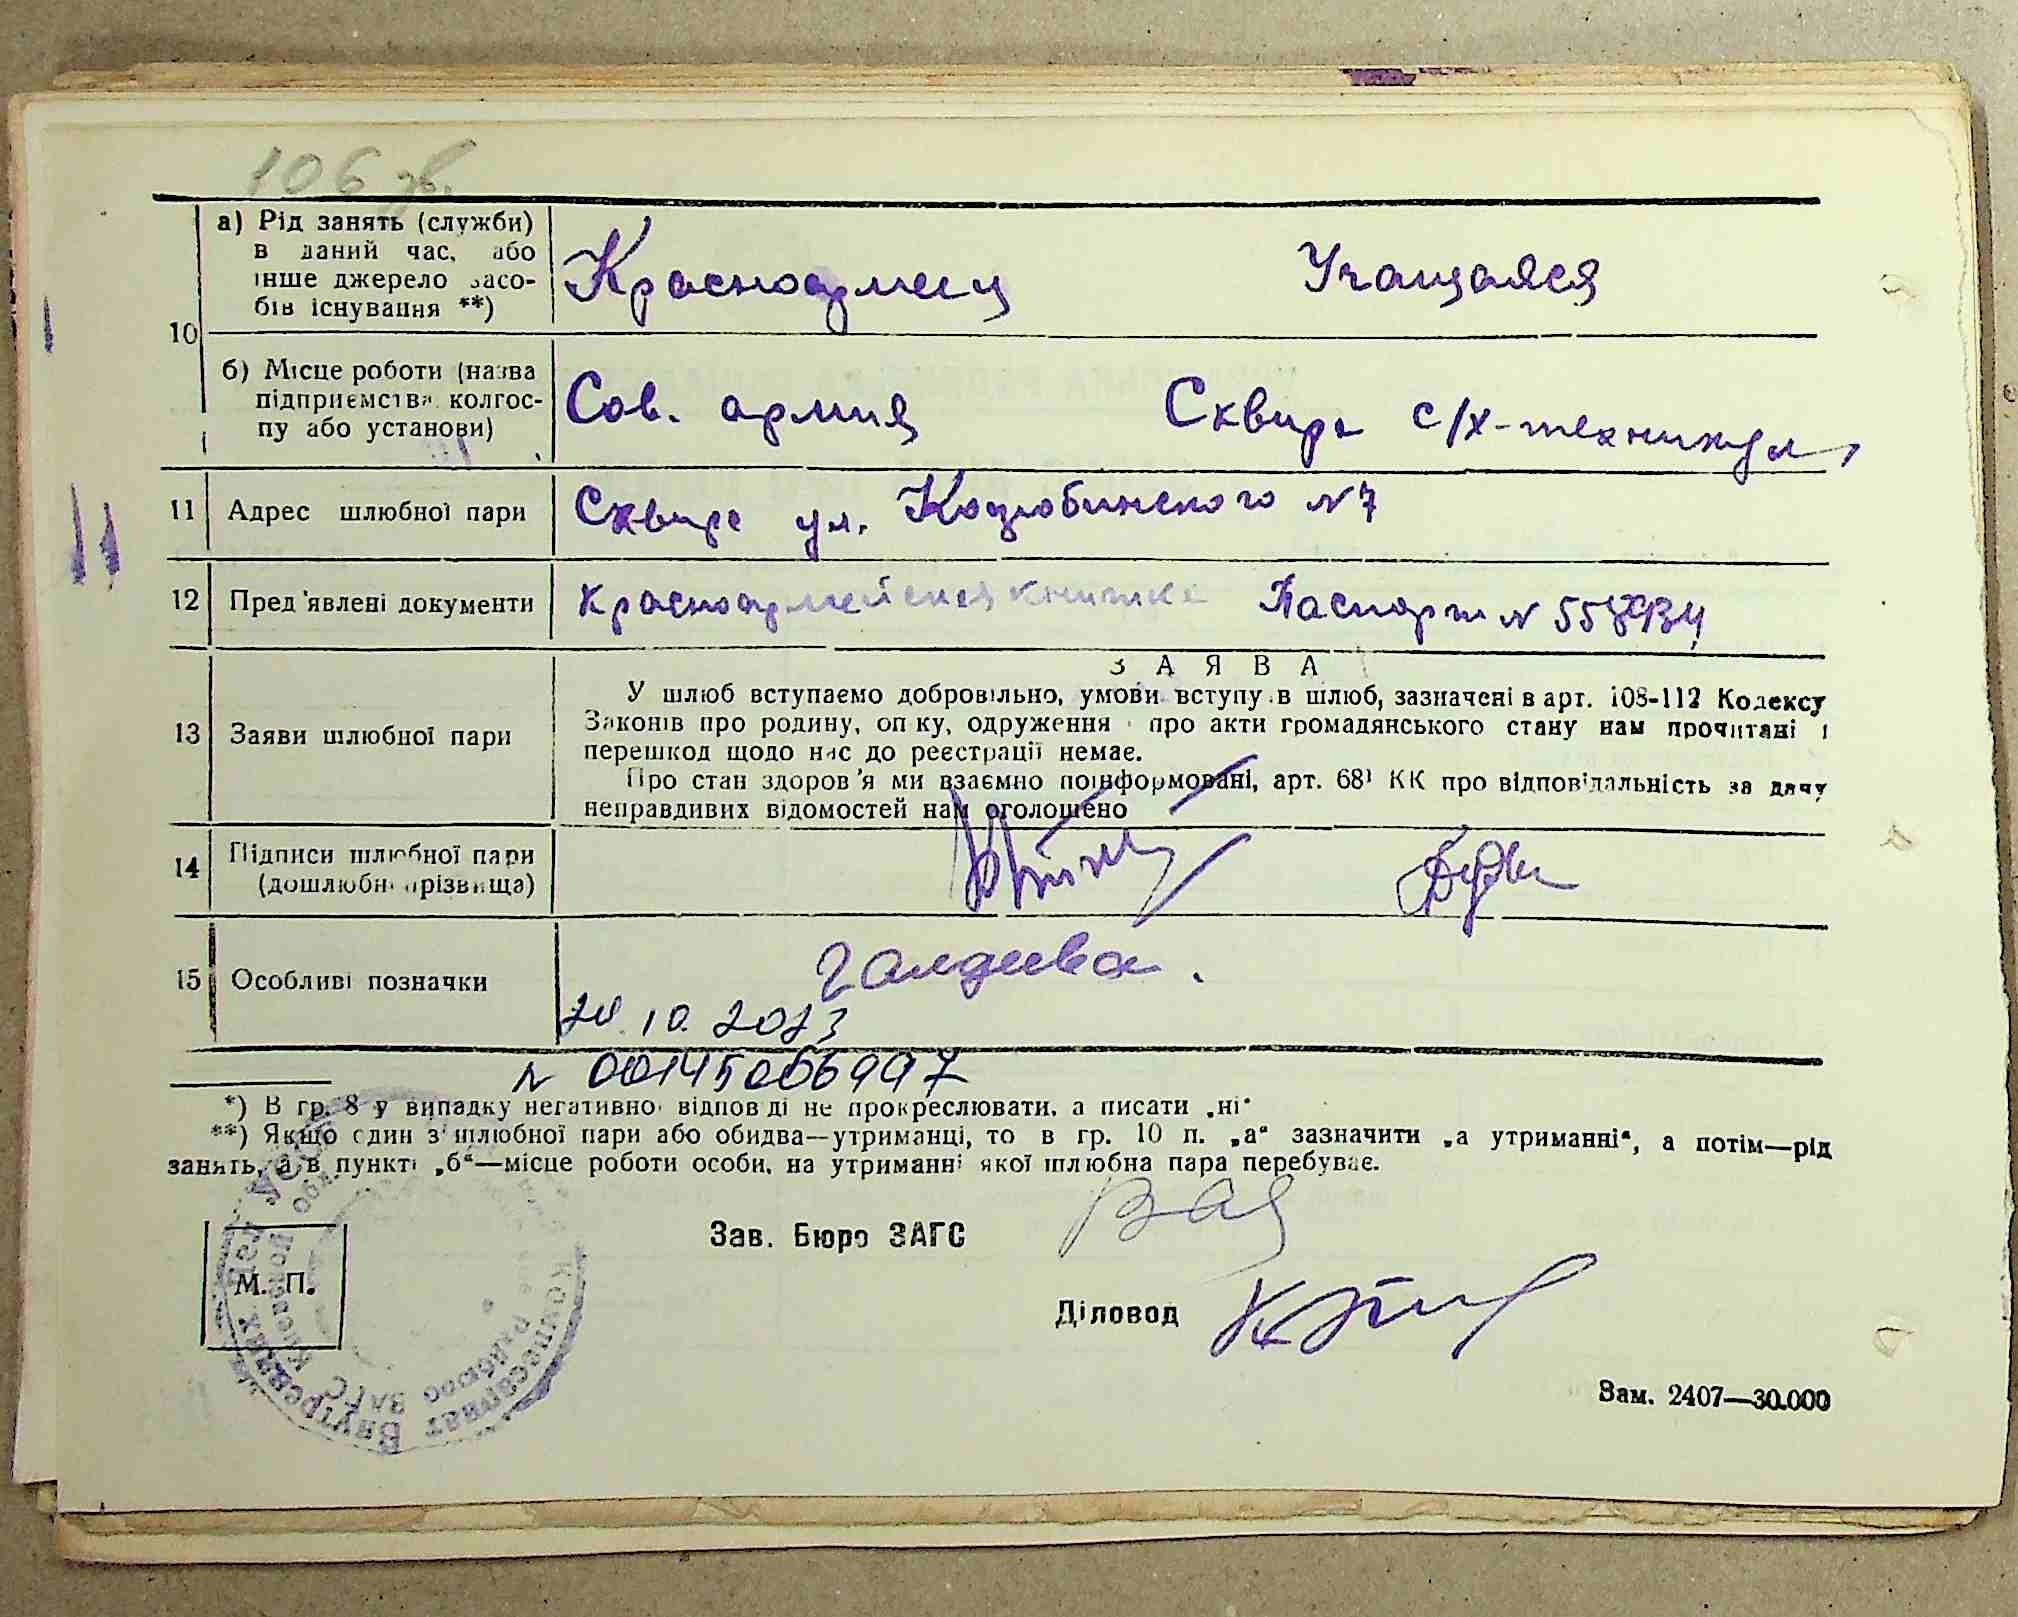 106 зв.
10
а) Рід занять (служби)
в даний час, або
інше джерело засо-
бів існування **)
Красноармеец Учащаяся
б) Місце роботи (назва
підприємства, колгос-
пу або установи)
Сов. армия Сквира с/х-техникум,
11 Адрес шлюбної пари Сквира ул. Коцюбинского №7
12 Пред'явлені документи Красноармейская книжка Паспорт №
13 Заяви шлюбної пари
ЗАЯВА
У шлюб вступаємо добровільно, умови вступу в шлюб, зазначені в арт. 108-112 Кодексу
Законів про родину, опіку, одруження і про акти громадянського стану нам прочитані і
перешкод щодо нас до реєстрації немає.
Про стан здоров'я ми взаємно поінформовані, арт. 68¹ КК про відповідальність за дачу
неправдивих відомостей нам оголошено
14 Підписи шлюбної пари
(дошлюбні прізвища)
15 Особливі позначки
10. 2023
N 00145066997
*) В гр. 8 у випадку негативної відповіді не прокреслювати, а писати „ні"
**) Якщо один з шлюбної пари або обидва—утриманці, то в гр. 10 п. „а" зазначити „а утриманні", а потім—рід
занять, а в пункті „б"—місце роботи особи, на утриманні якої шлюбна пара перебуває.
Зав. Бюро ЗАГС
М. П.
Діловод
Зам. 2407—30.000